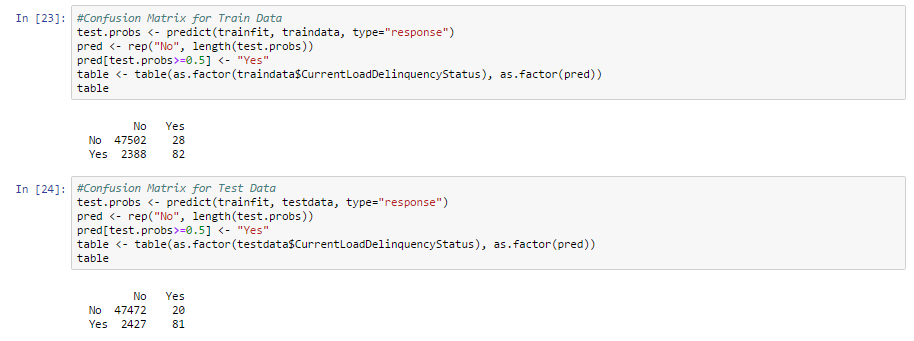 In [23]: #Confusion Matrix for Train Data
test.probs <- predict(trainfit, traindata, type="response")
pred <- rep("No", length(test.probs))
pred[test.probs>=0.5] <- "Yes"
table <- table(as.factor(traindata$CurrentLoadDelinquencyStatus), as.factor(pred))
table
No Yes
No 47502 28
Yes 2388 82
In [24]: #Confusion Matrix for Test Data
test.probs <- predict(trainfit, testdata, type="response")
pred <- rep("No", length(test.probs))
pred[test.probs>=0.5] <- "Yes"
table <- table(as.factor(testdata$CurrentLoadDelinquencyStatus), as.factor(pred))
table
No Yes
No 47472 20
Yes 2427 81